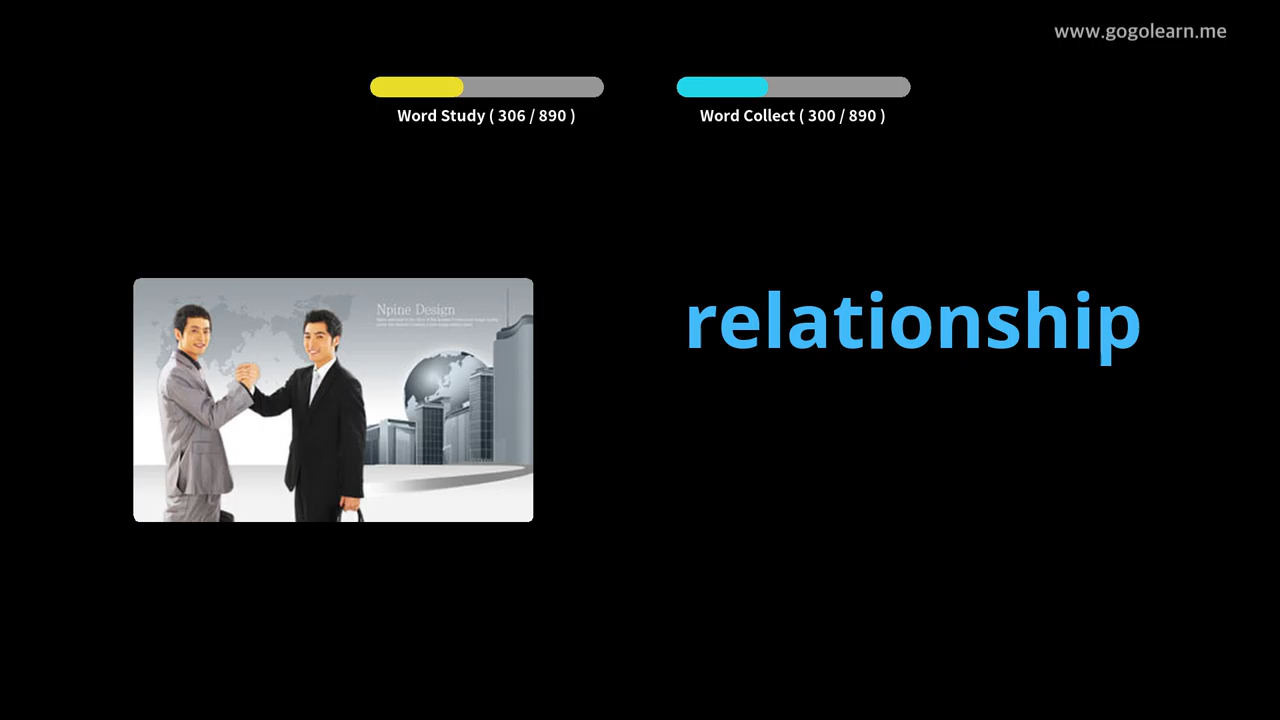 www.gogolearn.me
Word Study ( 306 / 890 )
Word Collect ( 300 / 890 )
Npine Design
relationship